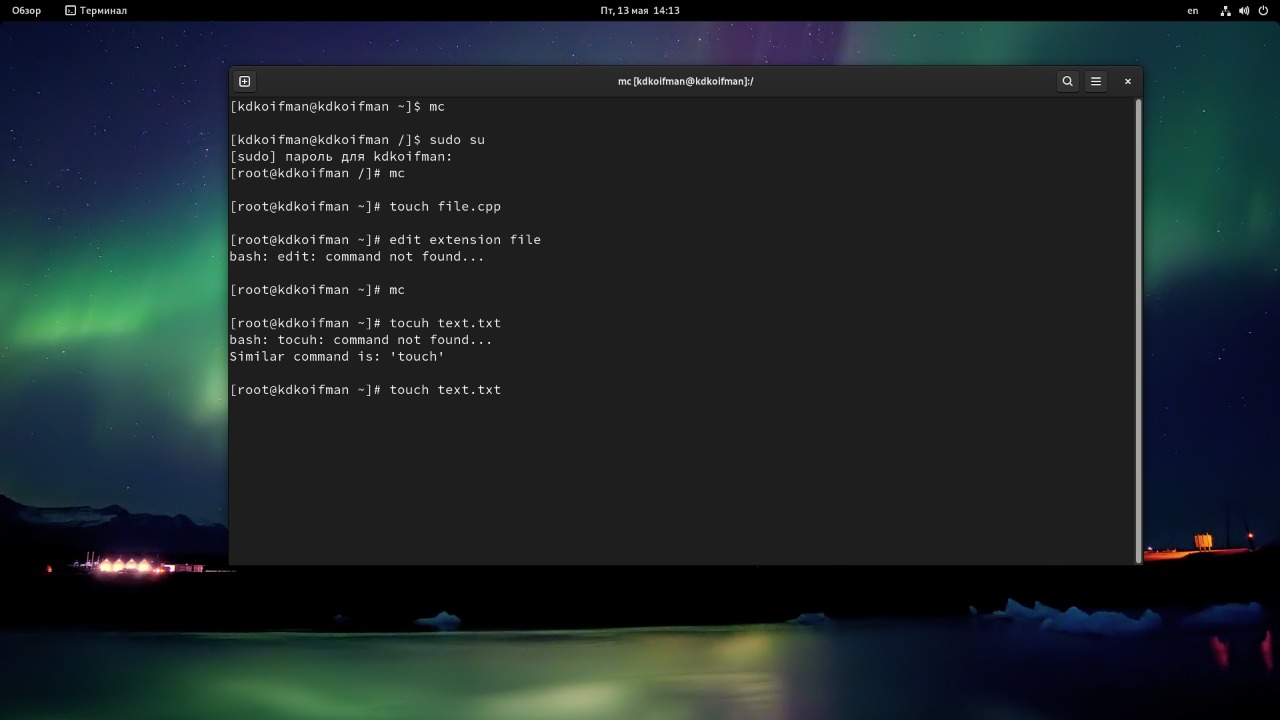 Обзор Терминал Пт, 13 мая 14:13 en
mc [kdkoifman@kdkoifman]:/
[kdkoifman@kdkoifman ~]$ mc
[kdkoifman@kdkoifman /]$ sudo su
[sudo] пароль для kdkoifman:
[root@kdkoifman /]# mc
[root@kdkoifman ~]# touch file.cpp
[root@kdkoifman ~]# edit extension file
bash: edit: command not found...
[root@kdkoifman ~]# mc
[root@kdkoifman ~]# tocuh text.txt
bash: tocuh: command not found...
Similar command is: 'touch'
[root@kdkoifman ~]# touch text.txt